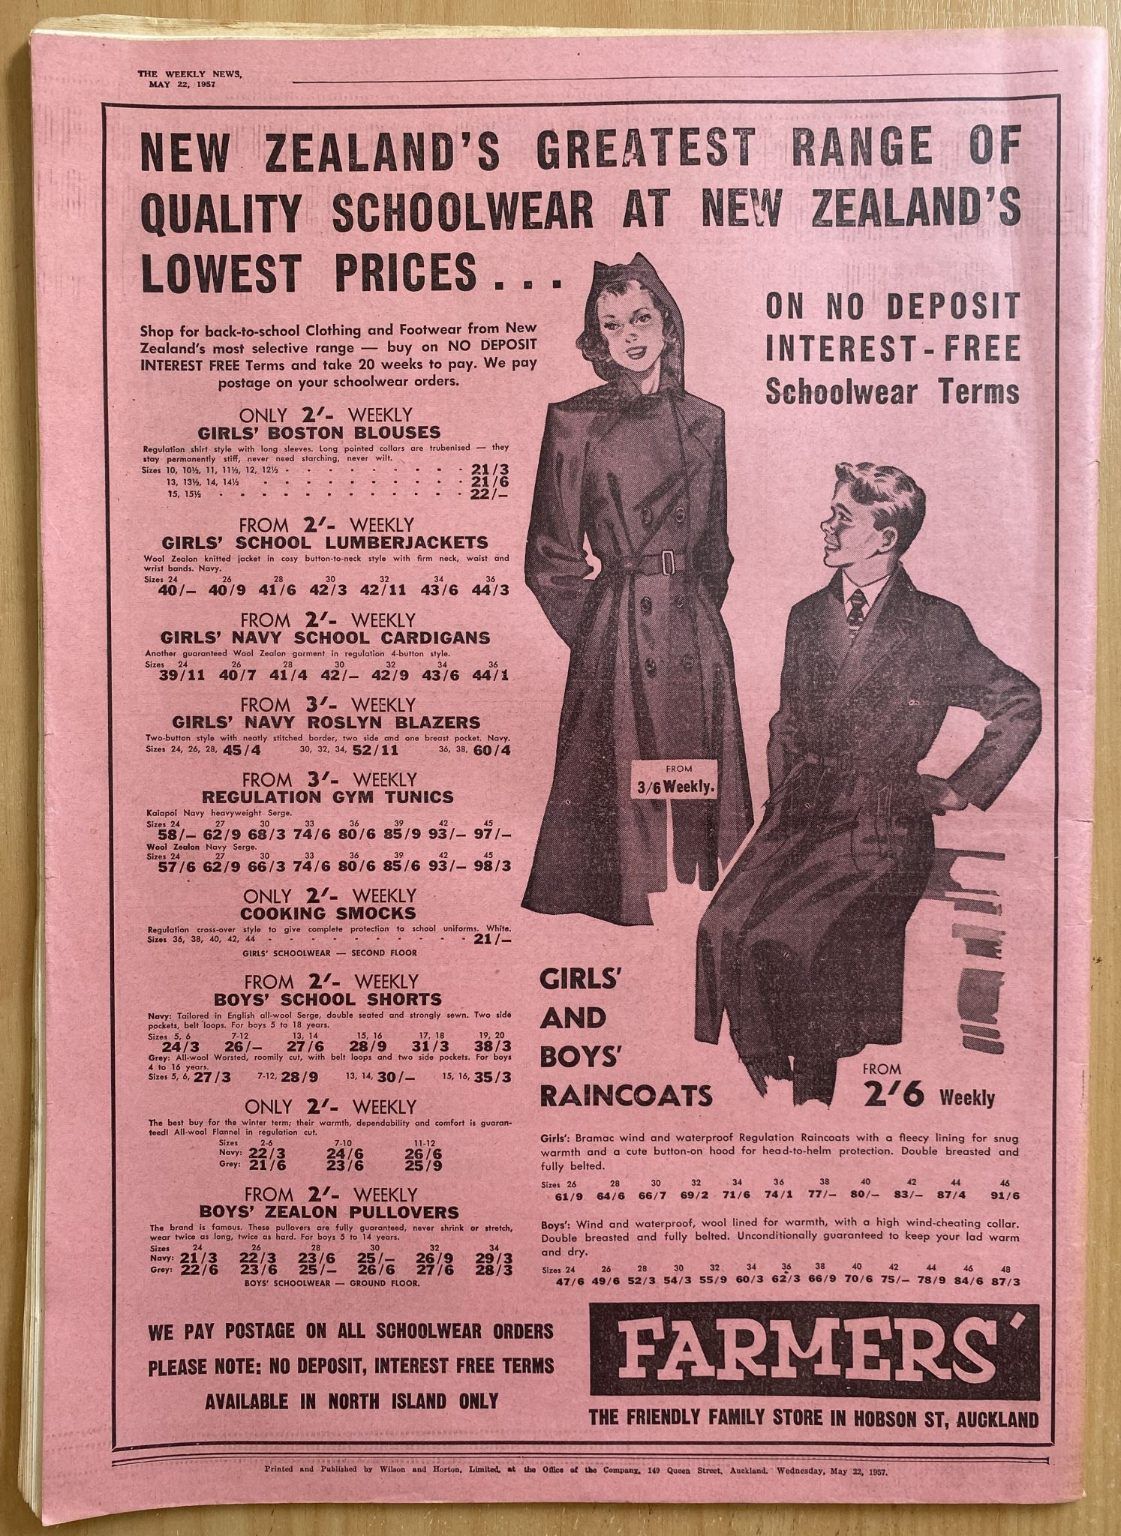 THE WEEKLY NEWS,
MAY 22, 1957
NEW ZEALAND'S GREATEST RANGE OF
QUALITY SCHOOLWEAR AT NEW ZEALAND'S
LOWEST PRICES . . .
ON NO DEPOSIT
INTEREST-FREE
Schoolwear Terms
Shop for back-to-school Clothing and Footwear from New
Zealand's most selective range — buy on NO DEPOSIT
INTEREST FREE Terms and take 20 weeks to pay. We pay
postage on your schoolwear orders.
ONLY 2/- WEEKLY
GIRLS' BOSTON BLOUSES
Regulation shirt style with long sleeves. Long pointed collars are trubenised — they
stay permanently stiff, never need starching, never wilt.
Sizes 10, 10½, 11, 11½, 12, 12½ - - - - - - - - 21/3
13, 13½, 14, 14½ - - - - - - - - - - 21/6
15, 15½ - - - - - - - - - - - - 22/–
FROM 2/- WEEKLY
GIRLS' SCHOOL LUMBERJACKETS
Wool Zealon knitted jacket in cosy button-to-neck style with firm neck, waist and
wrist bands. Navy.
Sizes 24 26 28 30 32 34 36
40/– 40/9 41/6 42/3 42/11 43/6 44/3
FROM 2/- WEEKLY
GIRLS' NAVY SCHOOL CARDIGANS
Another guaranteed Wool Zealon garment in regulation 4-button style.
Sizes 24 26 28 30 32 34 36
39/11 40/7 41/4 42/– 42/9 43/6 44/1
FROM 3/- WEEKLY
GIRLS' NAVY ROSLYN BLAZERS
Two-button style with neatly stitched border, two side and one breast pocket. Navy.
Sizes 24, 26, 28, 45/4 30, 32, 34, 52/11 36, 38, 60/4
FROM 3/- WEEKLY
REGULATION GYM TUNICS
Kaiapoi Navy heavyweight Serge.
Sizes 24 27 30 33 36 39 42 45
58/– 62/9 68/3 74/6 80/6 85/9 93/– 97/–
Wool Zealon Navy Serge.
Sizes 24 27 30 33 36 39 42 45
57/6 62/9 66/3 74/6 80/6 85/6 93/– 98/3
ONLY 2/- WEEKLY
COOKING SMOCKS
Regulation cross-over style to give complete protection to school uniforms. White.
Sizes 36, 38, 40, 42, 44 - - - - - - - - - 21/–
GIRLS' SCHOOLWEAR — SECOND FLOOR
FROM 2/- WEEKLY
BOYS' SCHOOL SHORTS
Navy: Tailored in English all-wool Serge, double seated and strongly sewn. Two side
pockets, belt loops. For boys 5 to 18 years.
Sizes 5, 6 7-12 13, 14 15, 16 17, 18 19, 20
24/3 26/– 27/6 28/9 31/3 38/3
Grey: All-wool Worsted, roomily cut, with belt loops and two side pockets. For boys
4 to 16 years.
Sizes 5, 6, 27/3 7-12, 28/9 13, 14, 30/– 15, 16, 35/3
ONLY 2/- WEEKLY
The best buy for the winter term; their warmth, dependability and comfort is guaran-
teed! All-wool Flannel in regulation cut.
Sizes 2-6 7-10 11-12
Navy: 22/3 24/6 26/6
Grey: 21/6 23/6 25/9
FROM 2/- WEEKLY
BOYS' ZEALON PULLOVERS
The brand is famous. These pullovers are fully guaranteed, never shrink or stretch,
wear twice as long, twice as hard. For boys 5 to 14 years.
Sizes 24 26 28 30 32 34
Navy: 21/3 22/3 23/6 25/– 26/9 29/3
Grey: 22/6 23/6 25/– 26/6 27/6 28/3
BOYS' SCHOOLWEAR — GROUND FLOOR.
FROM
3/6 Weekly.
GIRLS'
AND
BOYS'
RAINCOATS
FROM
2/6 Weekly
Girls': Bramac wind and waterproof Regulation Raincoats with a fleecy lining for snug
warmth and a cute button-on hood for head-to-helm protection. Double breasted and
fully belted.
Sizes 26 28 30 32 34 36 38 40 42 44 46
61/9 64/6 66/7 69/2 71/6 74/1 77/– 80/– 83/– 87/4 91/6
Boys': Wind and waterproof, wool lined for warmth, with a high wind-cheating collar.
Double breasted and fully belted. Unconditionally guaranteed to keep your lad warm
and dry.
Sizes 24 26 28 30 32 34 36 38 40 42 44 46 48
47/6 49/6 52/3 54/3 55/9 60/3 62/3 66/9 70/6 75/– 78/9 84/6 87/3
WE PAY POSTAGE ON ALL SCHOOLWEAR ORDERS
PLEASE NOTE: NO DEPOSIT, INTEREST FREE TERMS
AVAILABLE IN NORTH ISLAND ONLY
FARMERS'
THE FRIENDLY FAMILY STORE IN HOBSON ST, AUCKLAND
Printed and Published by Wilson and Horton, Limited, at the Office of the Company, 149 Queen Street, Auckland. Wednesday, May 22, 1957.